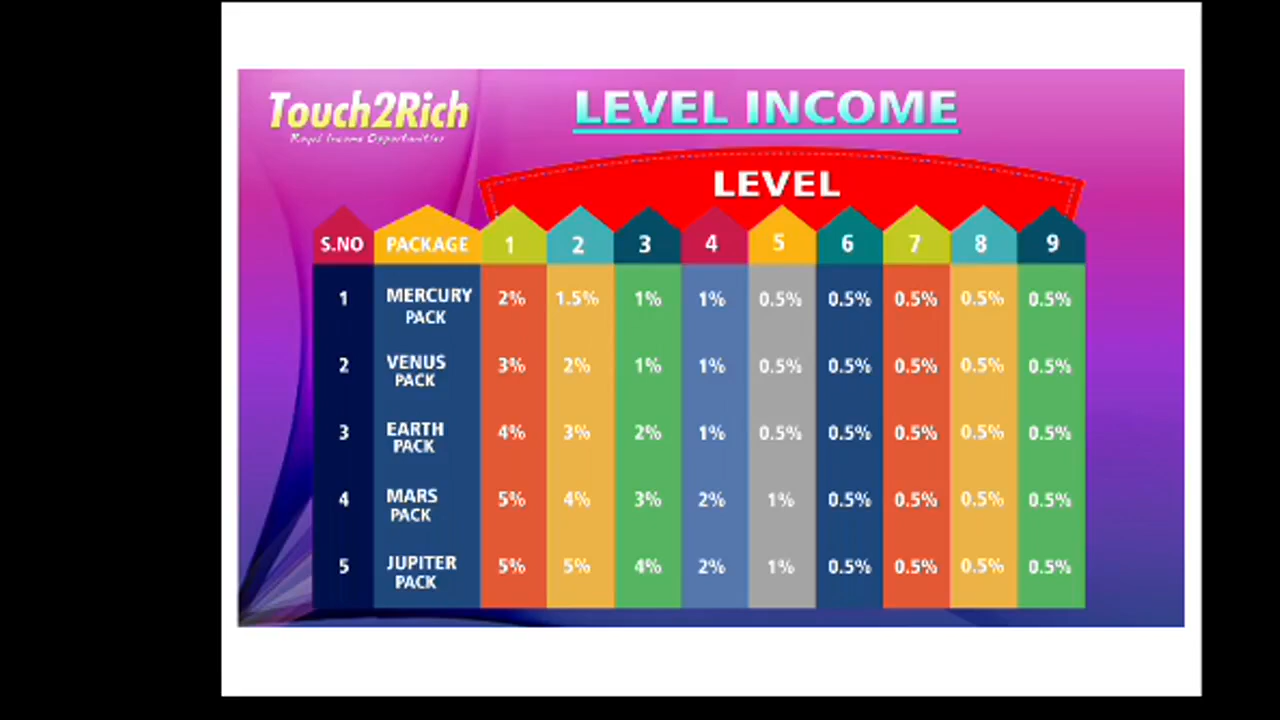 Touch2Rich
Royal Income Opportunities
LEVEL INCOME
LEVEL
S.NO PACKAGE 1 2 3 4 5 6 7 8 9
1 MERCURY PACK 2% 1.5% 1% 1% 0.5% 0.5% 0.5% 0.5% 0.5%
2 VENUS PACK 3% 2% 1% 1% 0.5% 0.5% 0.5% 0.5% 0.5%
3 EARTH PACK 4% 3% 2% 1% 0.5% 0.5% 0.5% 0.5% 0.5%
4 MARS PACK 5% 4% 3% 2% 1% 0.5% 0.5% 0.5% 0.5%
5 JUPITER PACK 5% 5% 4% 2% 1% 0.5% 0.5% 0.5% 0.5%